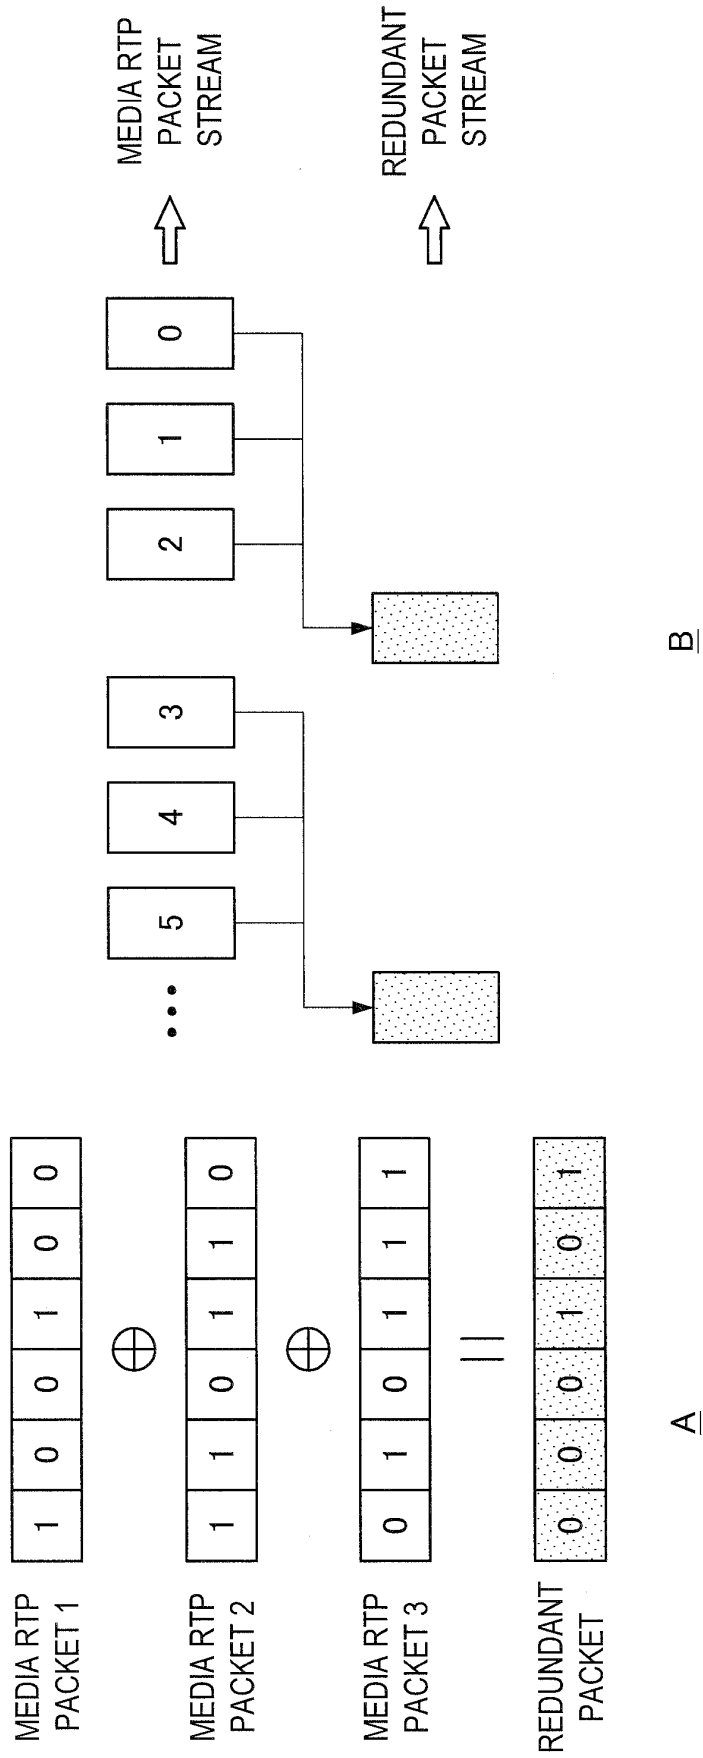 MEDIA RTP
PACKET 1
1 0 0 1 0 0
⊕
MEDIA RTP
PACKET 2
1 1 0 1 1 0
⊕
MEDIA RTP
PACKET 3
0 1 0 1 1 1
||
REDUNDANT
PACKET
0 0 0 1 0 1
A
••• 5 4 3 2 1 0
MEDIA RTP
PACKET
STREAM
REDUNDANT
PACKET
STREAM
B